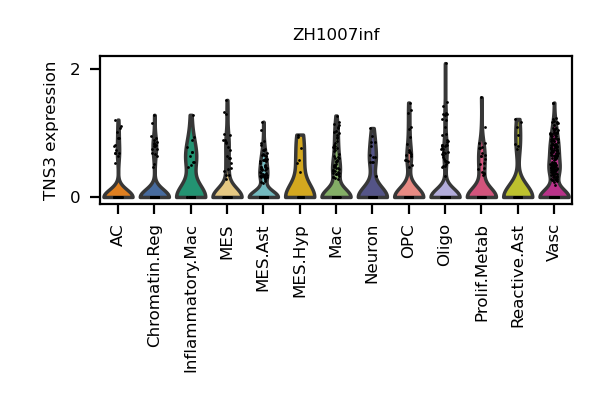 ZH1007inf
TNS3 expression
2
0
AC
Chromatin.Reg
Inflammatory.Mac
MES
MES.Ast
MES.Hyp
Mac
Neuron
OPC
Oligo
Prolif.Metab
Reactive.Ast
Vasc